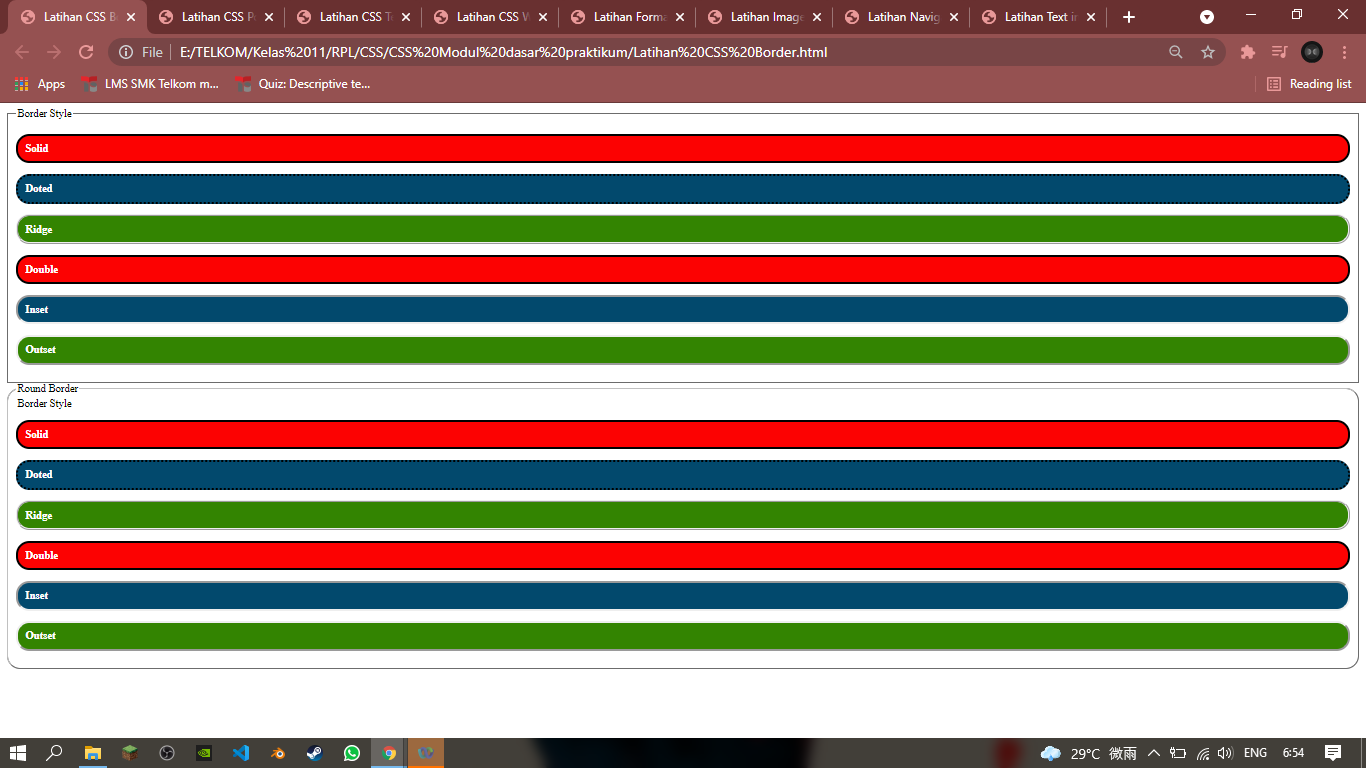 Latihan CSS B
Latihan CSS P
Latihan CSS T
Latihan CSS W
Latihan Forma
Latihan Image
Latihan Navig
Latihan Text in
File
E:/TELKOM/Kelas%2011/RPL/CSS/CSS%20Modul%20dasar%20praktikum/Latihan%20CSS%20Border.html
Apps
LMS SMK Telkom m...
Quiz: Descriptive te...
Reading list
Border Style
Solid
Doted
Ridge
Double
Inset
Outset
Round Border
Border Style
Solid
Doted
Ridge
Double
Inset
Outset
29°C 微雨
ENG
6:54